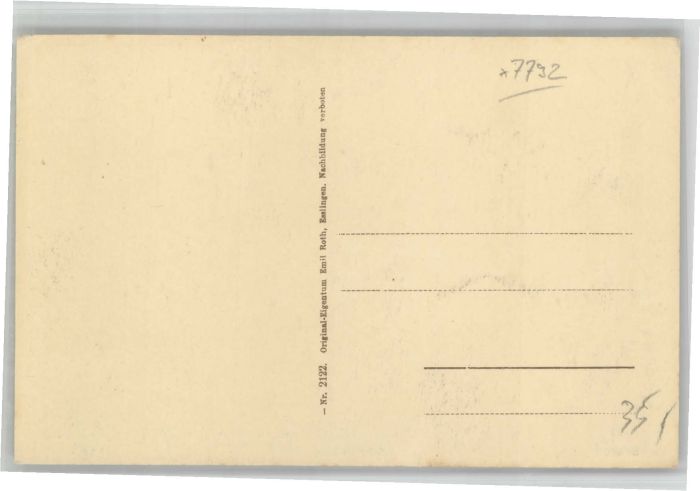 x7792
– Nr. 2122. Original-Eigentum Emil Roth, Esslingen. Nachbildung verboten
35